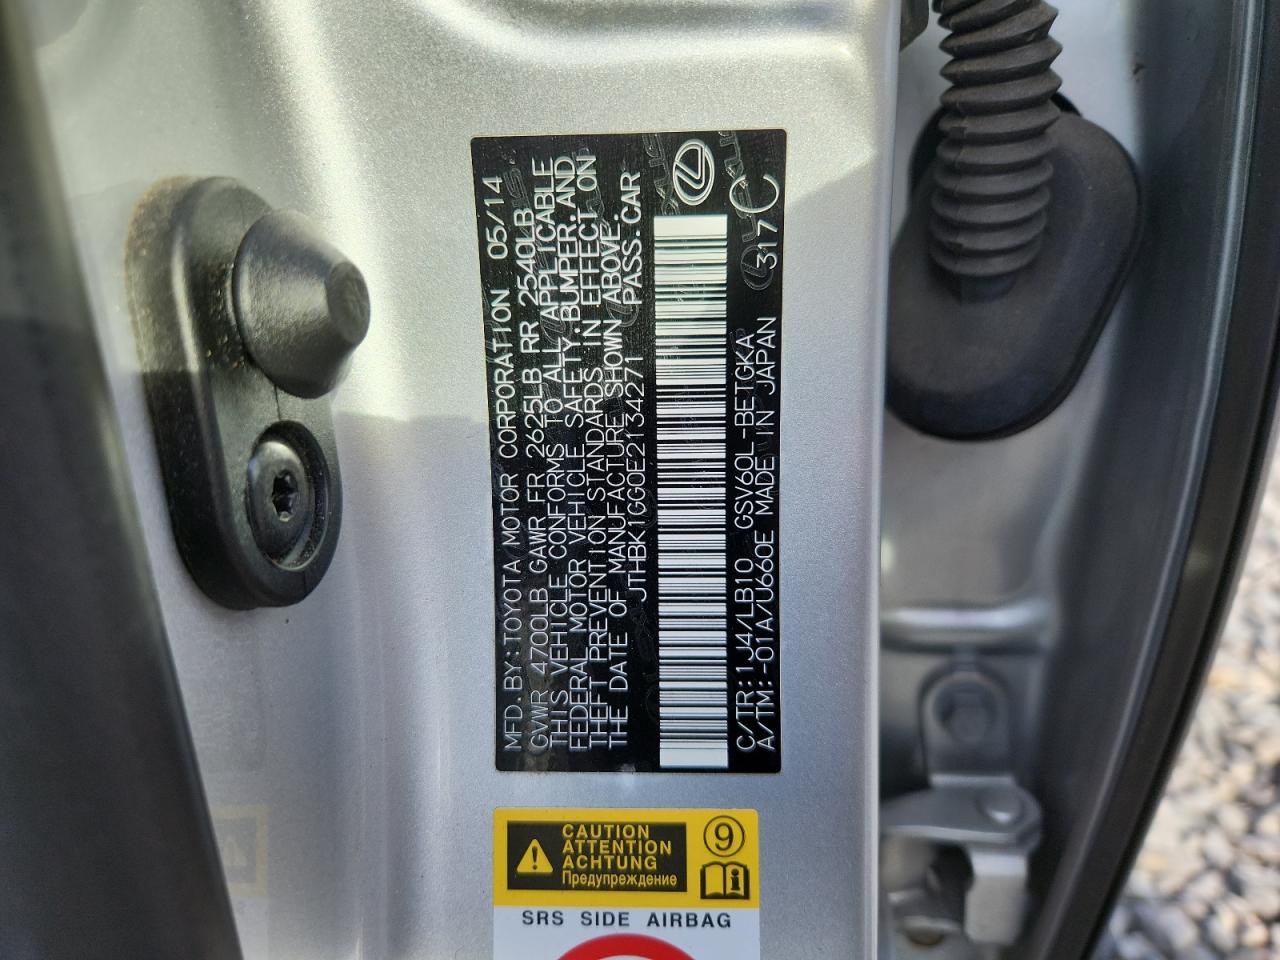 MFD. BY: TOYOTA MOTOR CORPORATION 05/14
GVWR 4700LB GAWR FR 2625LB RR 2540LB
THIS VEHICLE CONFORMS TO ALL APPLICABLE
FEDERAL MOTOR VEHICLE SAFETY, BUMPER, AND
THEFT PREVENTION STANDARDS IN EFFECT ON
THE DATE OF MANUFACTURE SHOWN ABOVE.
JTHBK1GG0E2134271 PASS.CAR
C/TR: 1J4/LB10 GSV60L-BETGKA 317C
A/TM: -01A/U660E MADE IN JAPAN
CAUTION
ATTENTION
ACHTUNG
Предупреждение
9
SRS SIDE AIRBAG